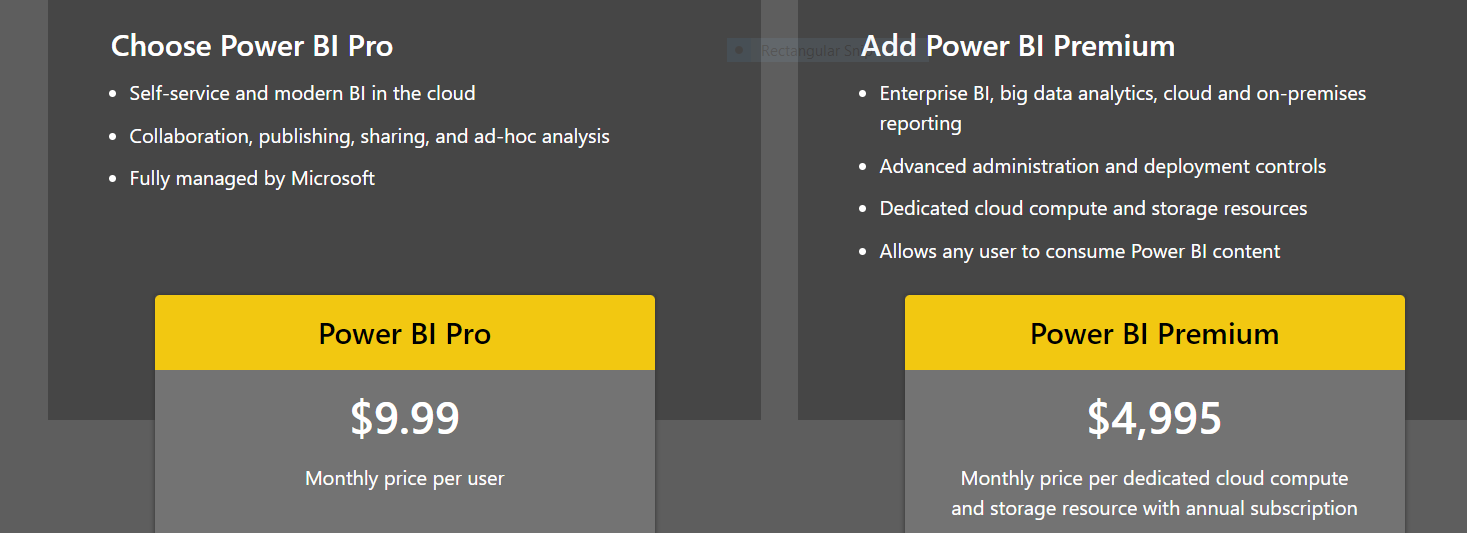 Choose Power BI Pro
Self-service and modern BI in the cloud
Collaboration, publishing, sharing, and ad-hoc analysis
Fully managed by Microsoft
Power BI Pro
$9.99
Monthly price per user
Rectangular
Add Power BI Premium
Enterprise BI, big data analytics, cloud and on-premises
reporting
Advanced administration and deployment controls
Dedicated cloud compute and storage resources
Allows any user to consume Power BI content
Power BI Premium
$4,995
Monthly price per dedicated cloud compute
and storage resource with annual subscription